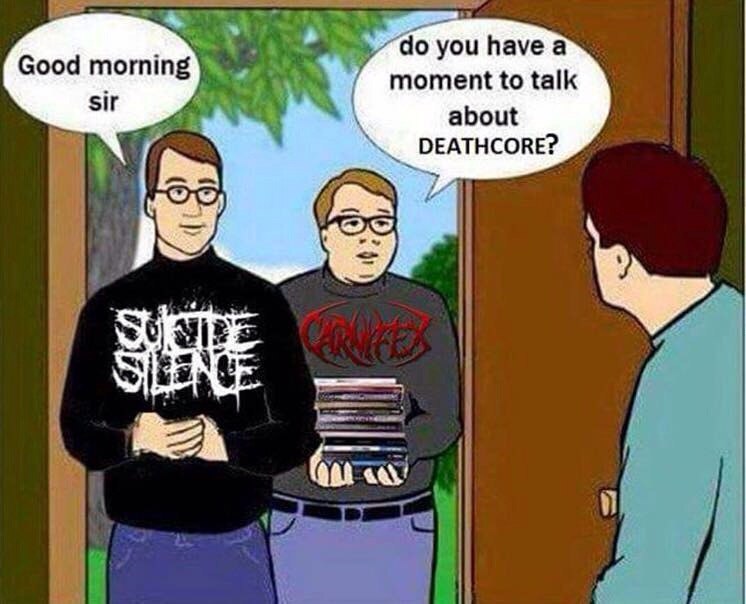 Good morning
sir
do you have a
moment to talk
about
DEATHCORE?
SUICIDE
SILENCE
CARNIFEX